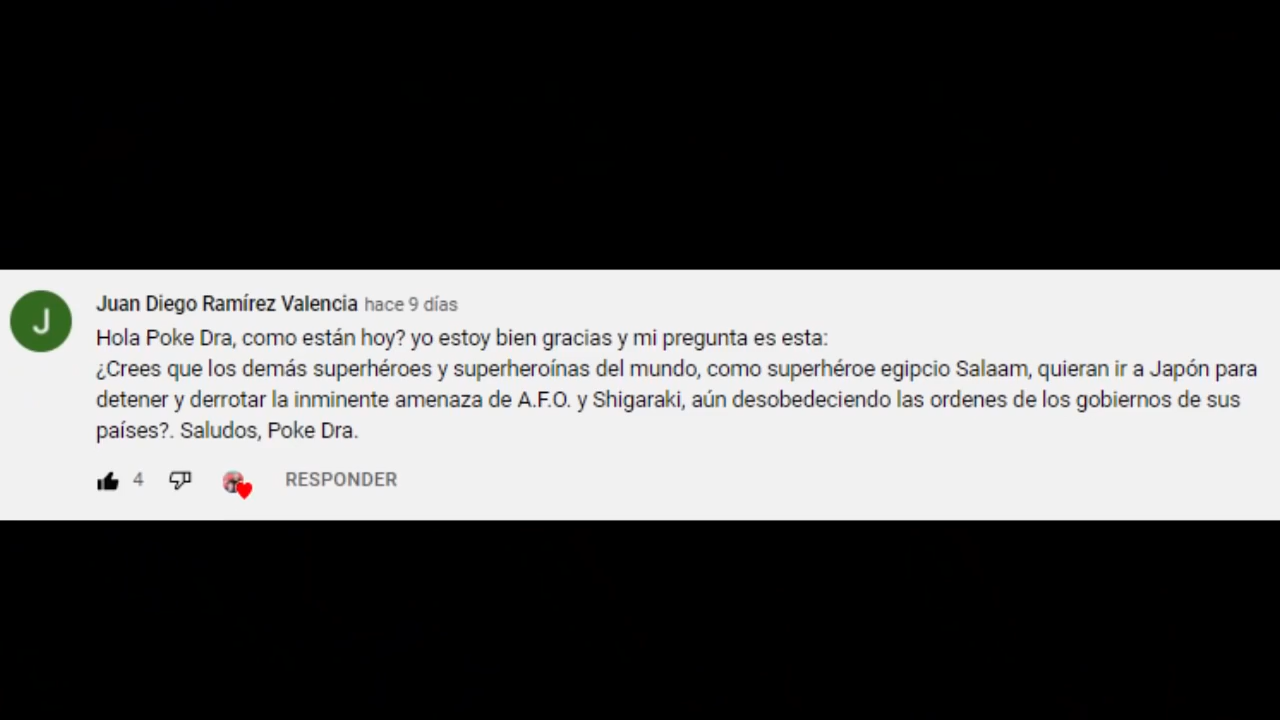 J
Juan Diego Ramírez Valencia hace 9 días
Hola Poke Dra, como están hoy? yo estoy bien gracias y mi pregunta es esta:
¿Crees que los demás superhéroes y superheroínas del mundo, como superhéroe egipcio Salaam, quieran ir a Japón para
detener y derrotar la inminente amenaza de A.F.O. y Shigaraki, aún desobedeciendo las ordenes de los gobiernos de sus
países?. Saludos, Poke Dra.
4 RESPONDER